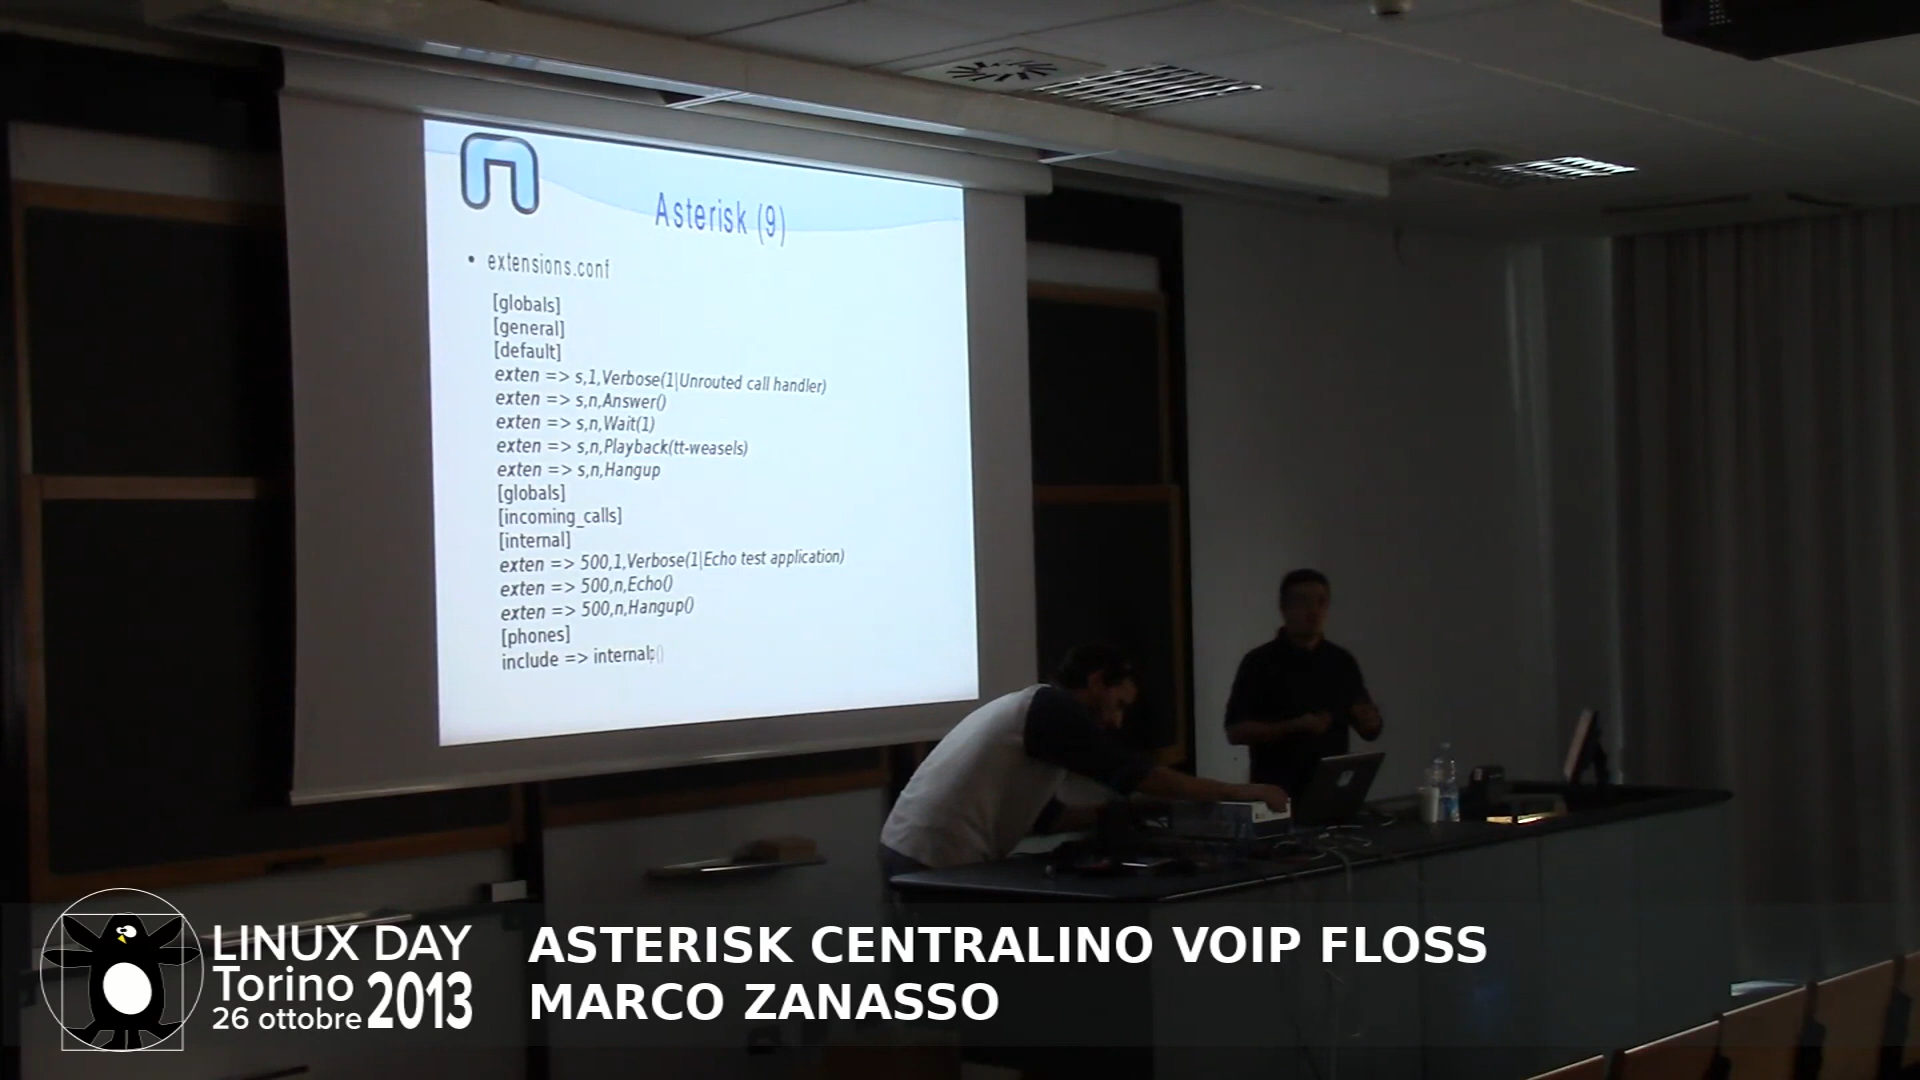 Asterisk (9)
• extensions.conf
[globals]
[general]
[default]
exten => s,1,Verbose(1|Unrouted call handler)
exten => s,n,Answer()
exten => s,n,Wait(1)
exten => s,n,Playback(tt-weasels)
exten => s,n,Hangup
[globals]
[incoming_calls]
[internal]
exten => 500,1,Verbose(1|Echo test application)
exten => 500,n,Echo()
exten => 500,n,Hangup()
[phones]
include => internal
LINUX DAY
Torino 2013
26 ottobre
ASTERISK CENTRALINO VOIP FLOSS
MARCO ZANASSO